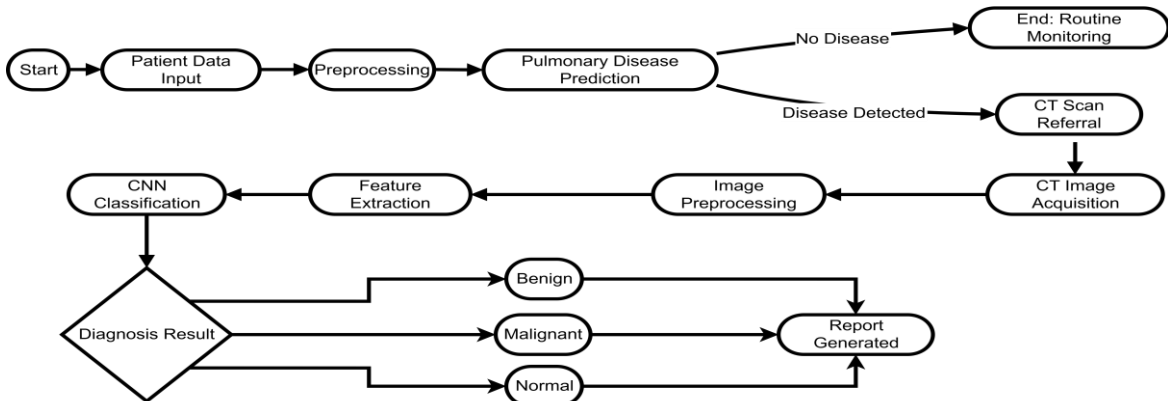 Start
Patient Data
Input
Preprocessing
Pulmonary Disease
Prediction
No Disease
End: Routine
Monitoring
Disease Detected
CT Scan
Referral
CT Image
Acquisition
Image
Preprocessing
Feature
Extraction
CNN
Classification
Diagnosis Result
Benign
Malignant
Normal
Report
Generated